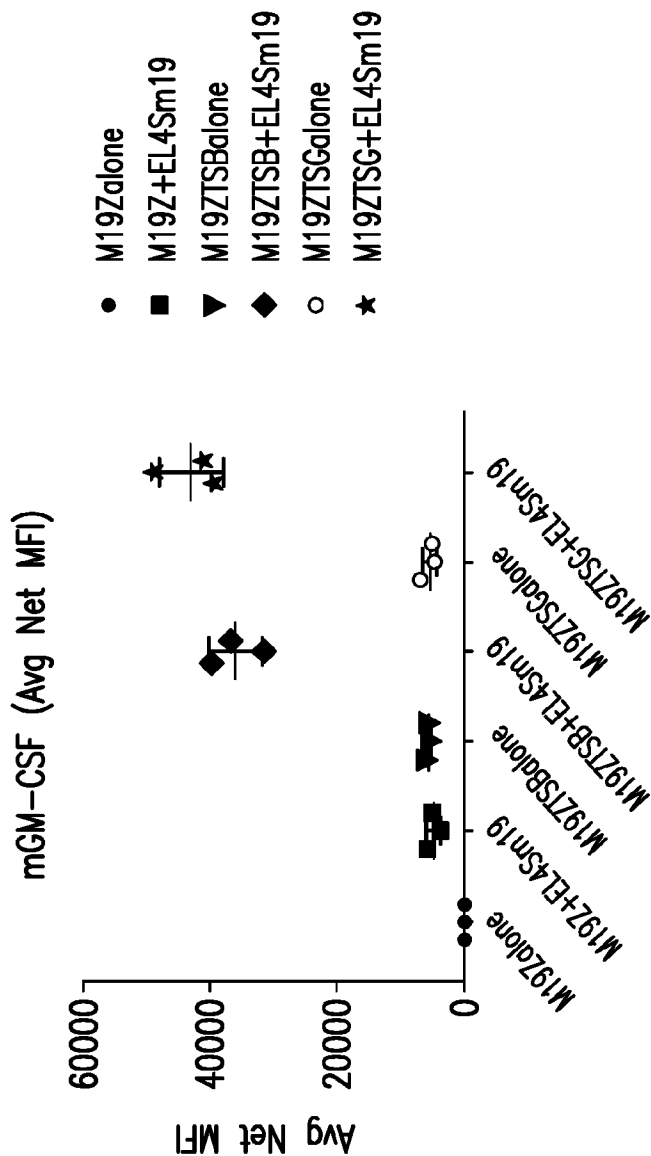 mGM-CSF (Avg Net MFI)
Avg Net MFI
60000
40000
20000
0
M19Zalone
M19Z+EL4Sm19
M19ZTSBalone
M19ZTSB+EL4Sm19
M19ZTSGalone
M19ZTSG+EL4Sm19
M19Zalone
M19Z+EL4Sm19
M19ZTSBalone
M19ZTSB+EL4Sm19
M19ZTSGalone
M19ZTSG+EL4Sm19